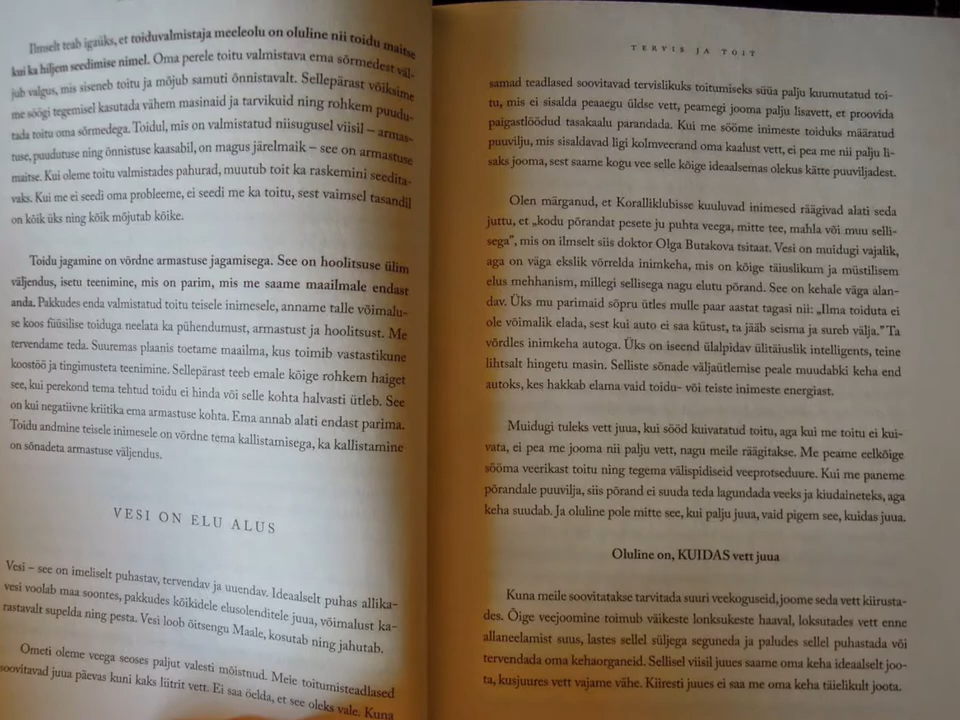 Ilmselt teab igaüks, et toiduvalmistaja meeleolu on oluline nii toidu maitse
kui ka hiljem seedimise nimel. Oma perele toitu valmistava ema sõrmedest väl-
jub valgus, mis siseneb toitu ja mõjub samuti õnnistavalt. Sellepärast võiksime
me söögi tegemisel kasutada vähem masinaid ja tarvikuid ning rohkem puudu-
tada toitu oma sõrmedega. Toidul, mis on valmistatud niisugusel viisil – armas-
tuse, puudutuse ning õnnistuse kaasabil, on magus järelmaik – see on armastuse
maitse. Kui oleme toitu valmistades pahurad, muutub toit ka raskemini seedita-
vaks. Kui me ei seedi oma probleeme, ei seedi me ka toitu, sest vaimsel tasandil
on kõik üks ning kõik mõjutab kõike.
Toidu jagamine on võrdne armastuse jagamisega. See on hoolitsuse ülim
väljendus, isetu teenimine, mis on parim, mis me saame maailmale endast
anda. Pakkudes enda valmistatud toitu teisele inimesele, anname talle võimalu-
se koos füüsilise toiduga neelata ka pühendumust, armastust ja hoolitsust. Me
tervendame teda. Suuremas plaanis toetame maailma, kus toimib vastastikune
koostöö ja tingimusteta teenimine. Sellepärast teeb emale kõige rohkem haiget
see, kui perekond tema tehtud toidu ei hinda või selle kohta halvasti ütleb. See
on kui negatiivne kriitika ema armastuse kohta. Ema annab alati endast parima.
Toidu andmine teisele inimesele on võrdne tema kallistamisega, ka kallistamine
on sõnadeta armastuse väljendus.
VESI ON ELU ALUS
Vesi – see on imeliselt puhastav, tervendav ja uuendav. Ideaalselt puhas allika-
vesi voolab maa soontes, pakkudes kõikidele elusolenditele juua, võimalust ka-
rastavalt supelda ning pesta. Vesi loob õitsengu Maale, kosutab ning jahutab.
Ometi oleme veega seoses paljut valesti mõistnud. Meie toitumisteadlased
soovitavad juua päevas kuni kaks liitrit vett. Ei saa öelda, et see oleks vale. Kuna
TERVIS JA TOIT
samad teadlased soovitavad tervislikuks toitumiseks süüa palju kuumutatud toi-
tu, mis ei sisalda peaaegu üldse vett, peamegi jooma palju lisavett, et proovida
paigastlöödud tasakaalu parandada. Kui me sööme inimeste toiduks määratud
puuvilju, mis sisaldavad ligi kolmveerand oma kaalust vett, ei pea me nii palju li-
saks jooma, sest saame kogu vee selle kõige ideaalsemas olekus kätte puuviljadest.
Olen märganud, et Koralliklubisse kuuluvad inimesed räägivad alati seda
juttu, et „kodu põrandat pesete ju puhta veega, mitte tee, mahla või muu selli-
sega”, mis on ilmselt siis doktor Olga Butakova tsitaat. Vesi on muidugi vajalik,
aga on väga ekslik võrrelda inimkeha, mis on kõige täiuslikum ja müstilisem
elus mehhanism, millegi sellisega nagu elutu põrand. See on kehale väga alan-
dav. Üks mu parimaid sõpru ütles mulle paar aastat tagasi nii: „Ilma toiduta ei
ole võimalik elada, sest kui auto ei saa kütust, ta jääb seisma ja sureb välja.” Ta
võrdles inimkeha autoga. Üks on iseend ülalpidav ülitäiuslik intelligents, teine
lihtsalt hingetu masin. Selliste sõnade väljaütlemise peale muudabki keha end
autoks, kes hakkab elama vaid toidu- või teiste inimeste energiast.
Muidugi tuleks vett juua, kui sööd kuivatatud toitu, aga kui me toitu ei kui-
vata, ei pea me jooma nii palju vett, nagu meile räägitakse. Me peame eelkõige
sööma veerikast toitu ning tegema välispidiseid veeprotseduure. Kui me paneme
põrandale puuvilja, siis põrand ei suuda teda lagundada veeks ja kiudaineteks, aga
keha suudab. Ja oluline pole mitte see, kui palju juua, vaid pigem see, kuidas juua.
Oluline on, KUIDAS vett juua
Kuna meile soovitatakse tarvitada suuri veekoguseid, joome seda vett kiirusta-
des. Õige veejoomine toimub väikeste lonksukeste haaval, loksutades vett enne
allaneelamist suus, lastes sellel süljega seguneda ja paludes sellel puhastada või
tervendada oma kehaorganeid. Sellisel viisil juues saame oma keha ideaalselt joo-
ta, kusjuures vett vajame vähe. Kiiresti juues ei saa me oma keha täielikult joota.